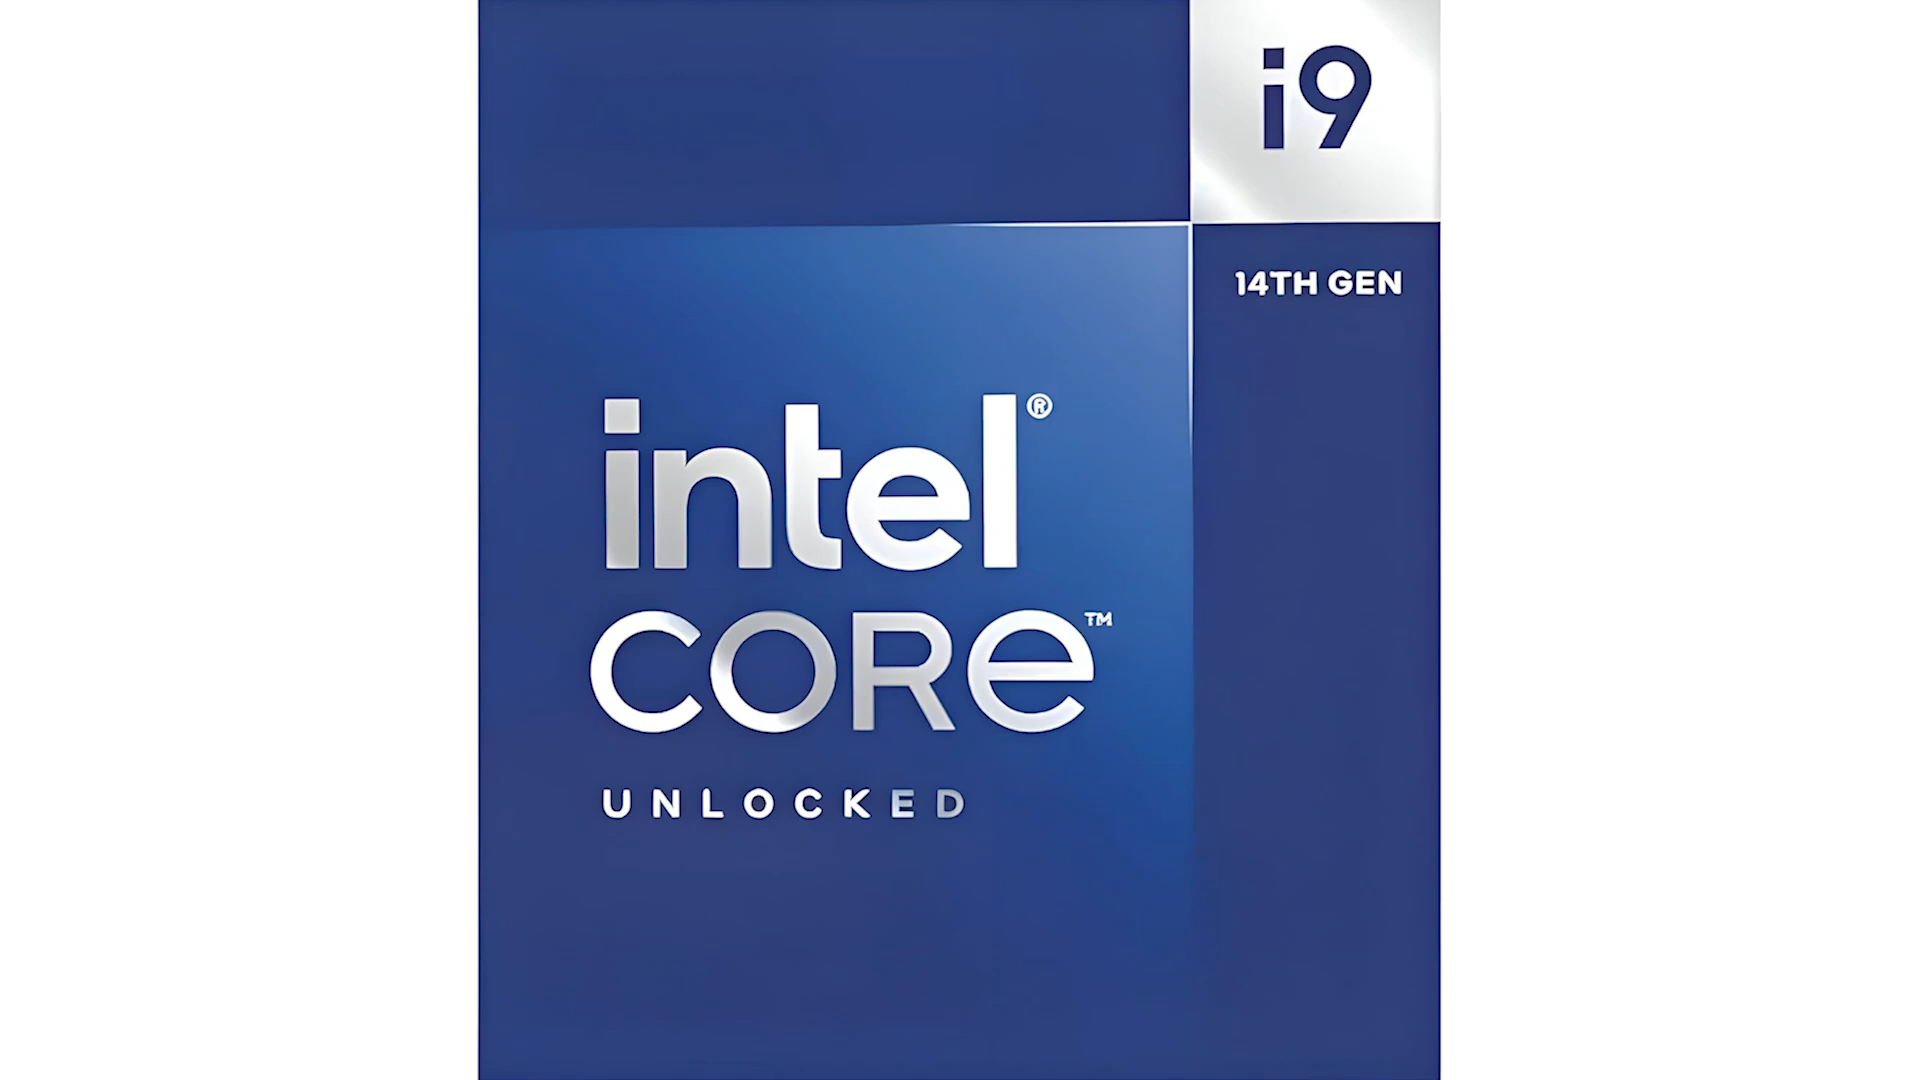 i9
14TH GEN
intel®
CORe™
UNLOCKED